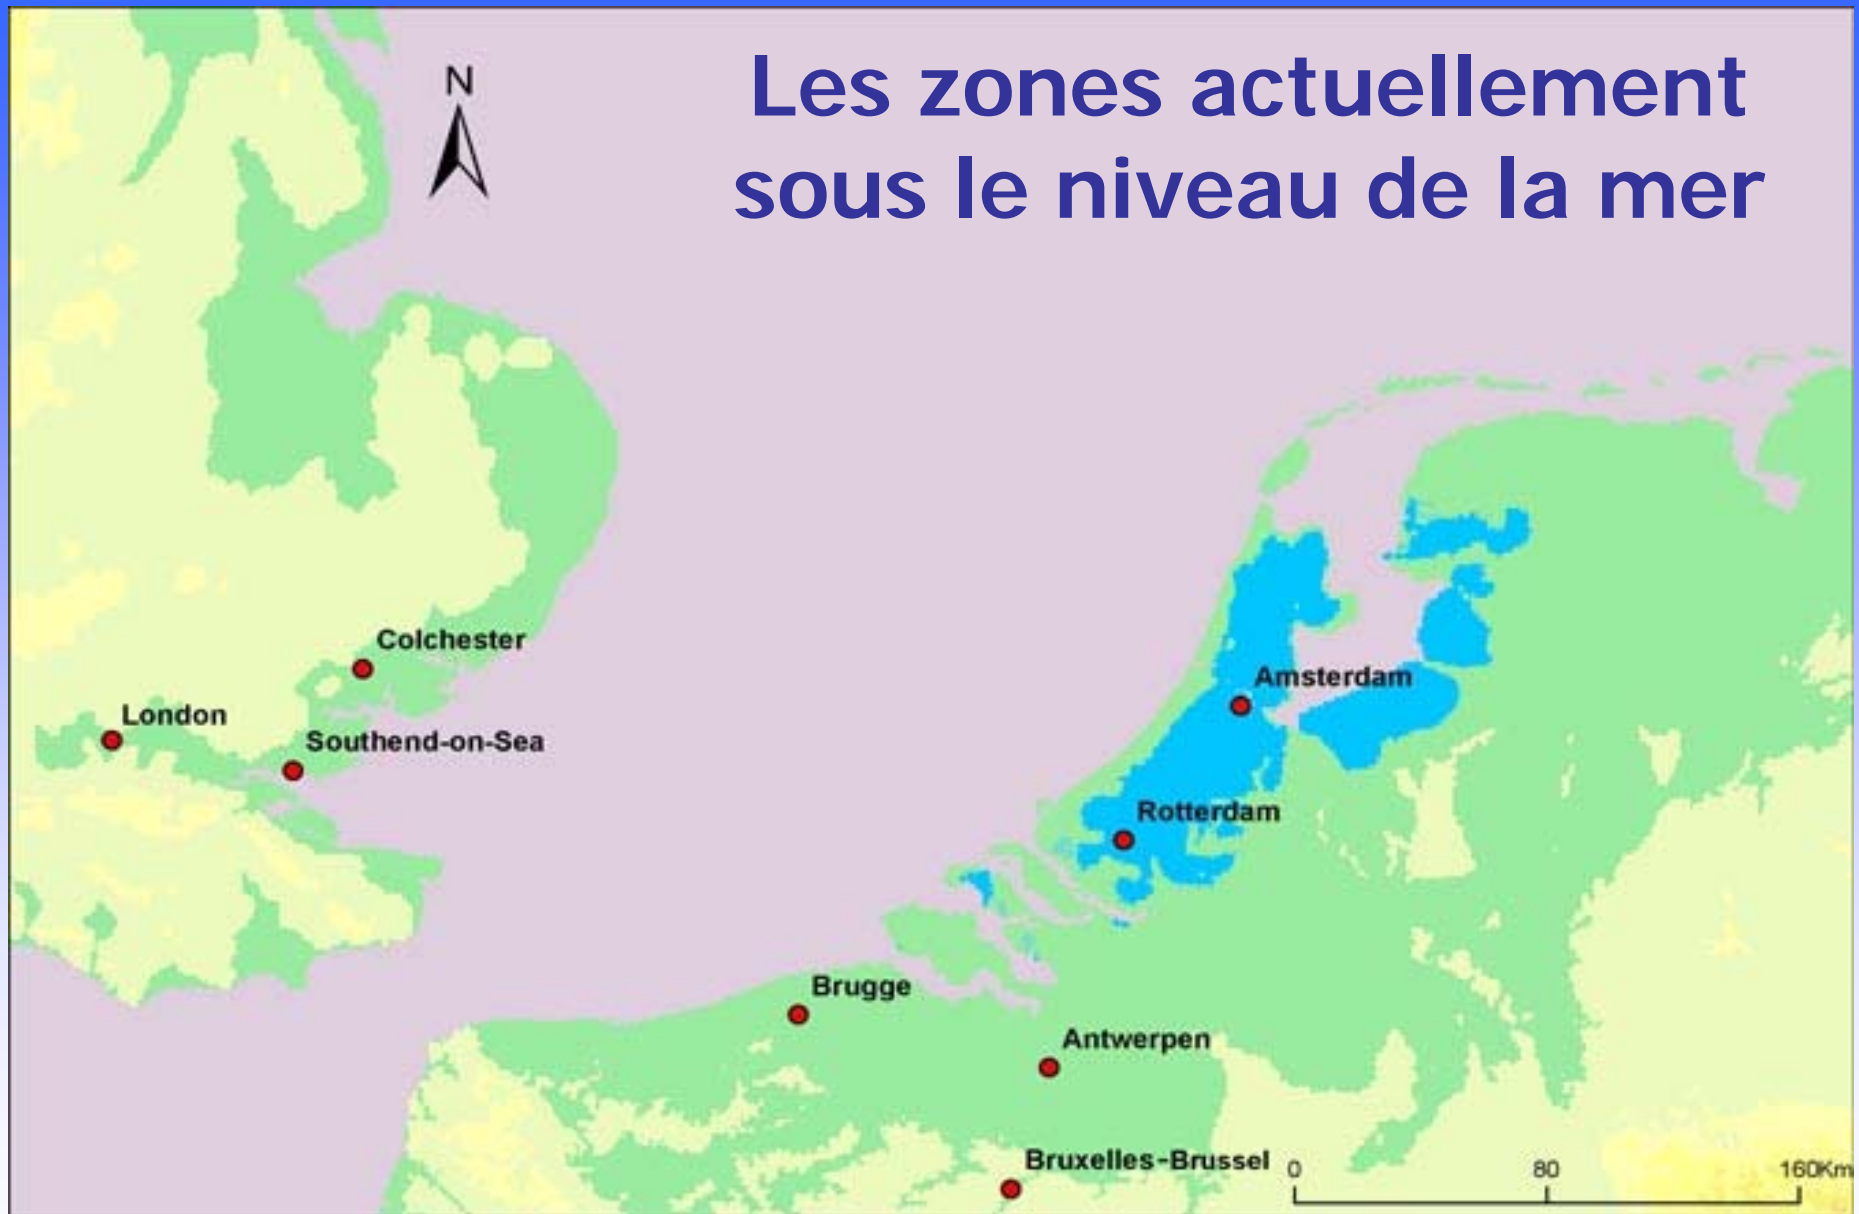 Les zones actuellement
sous le niveau de la mer
N
Colchester
London
Southend-on-Sea
Amsterdam
Rotterdam
Brugge
Antwerpen
Bruxelles-Brussel
0 80 160Km